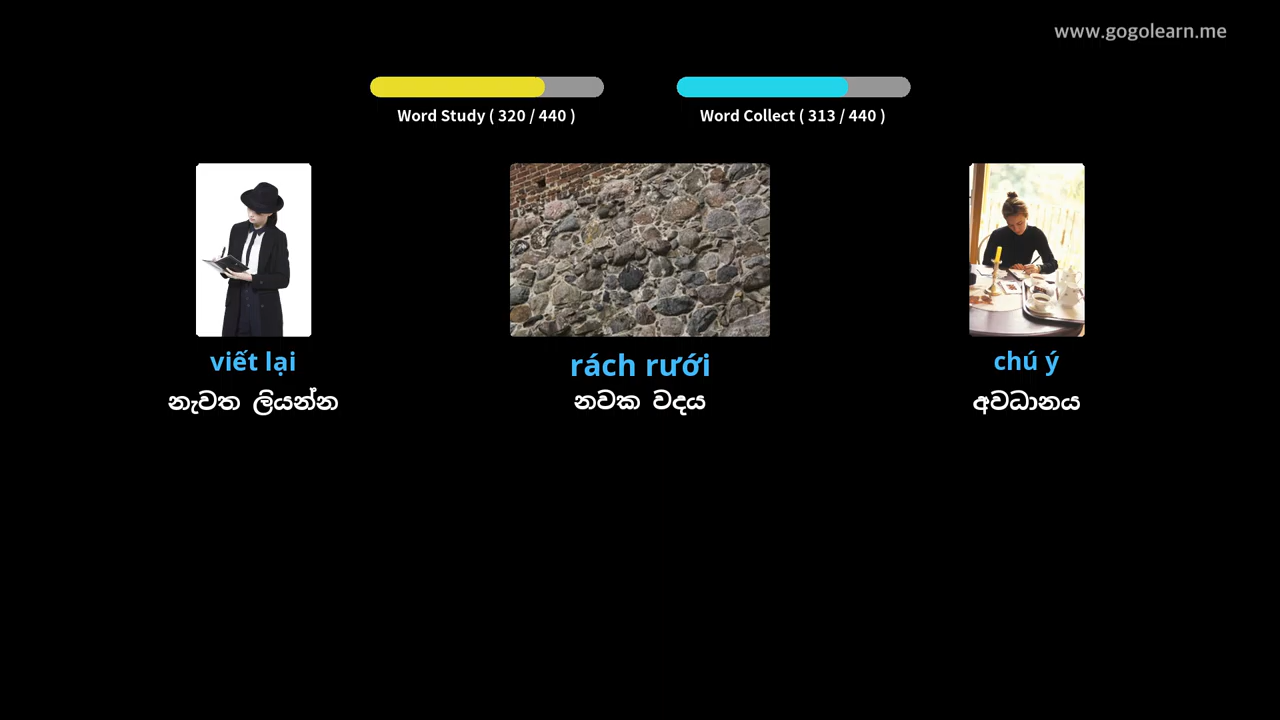 www.gogolearn.me
Word Study ( 320 / 440 )
Word Collect ( 313 / 440 )
viết lại
rách rưới
chú ý
නැවත ලියන්න
නවක වදය
අවධානය